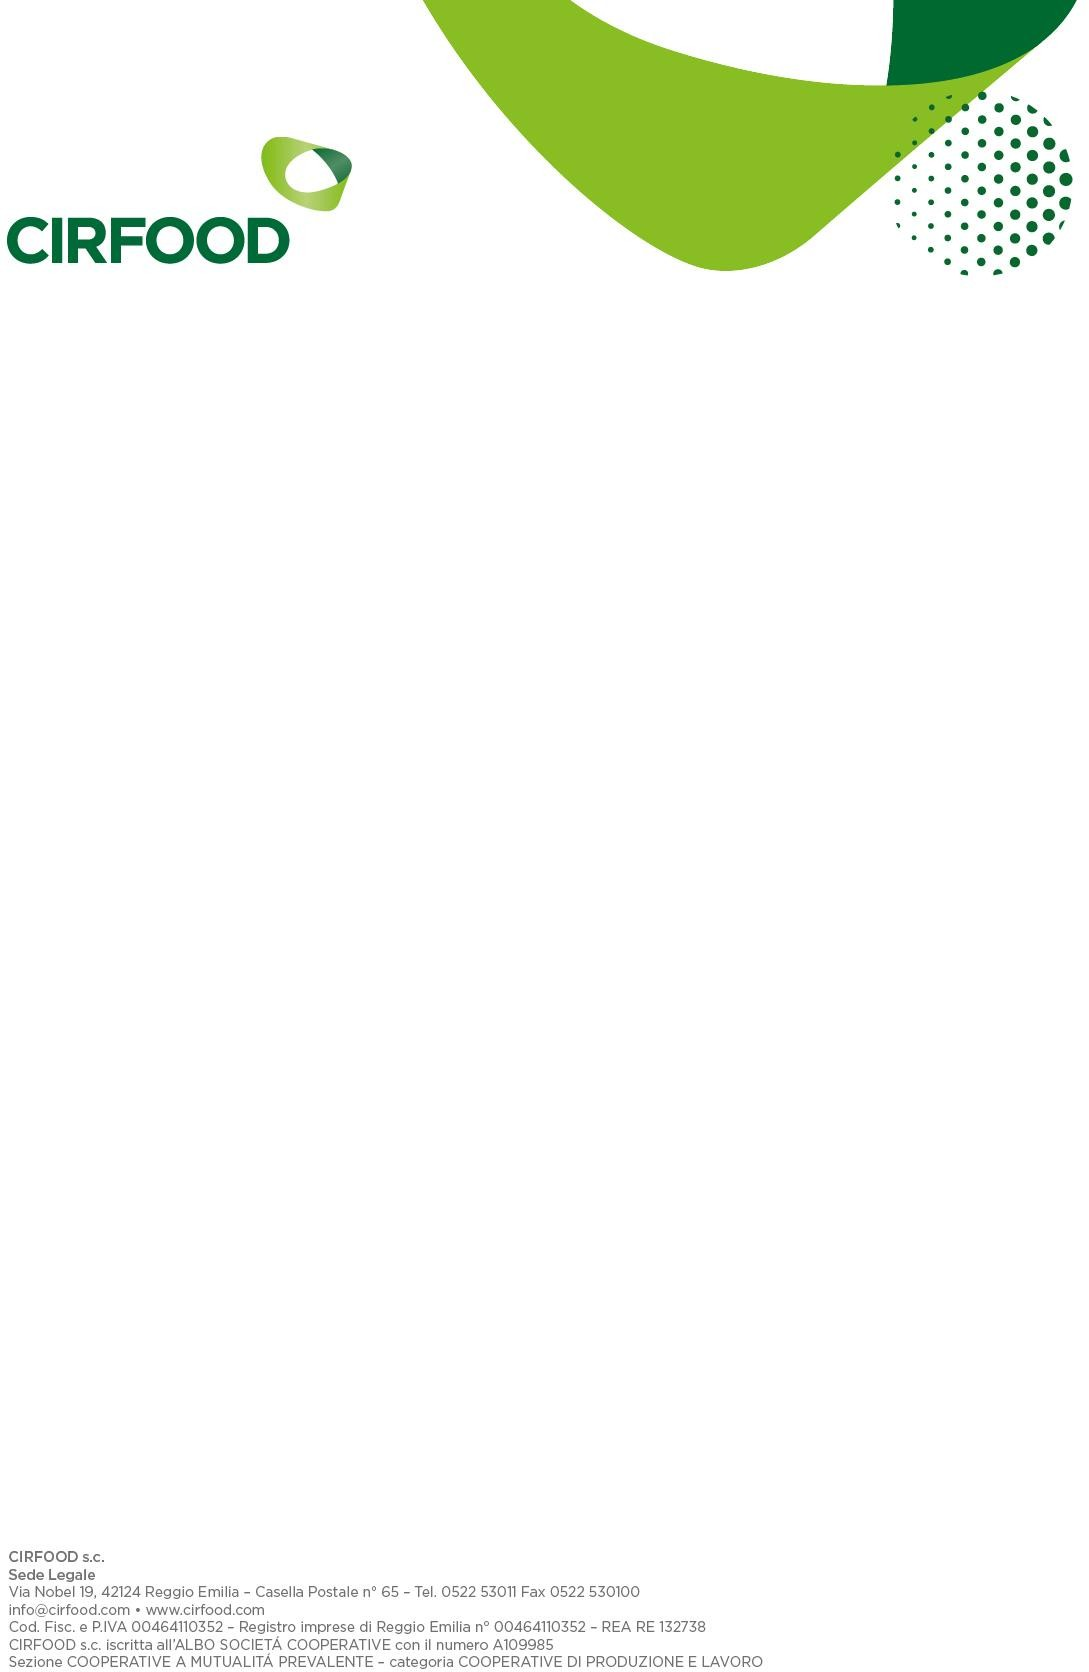 CIRFOOD
CIRFOOD s.c.
Sede Legale
Via Nobel 19, 42124 Reggio Emilia – Casella Postale n° 65 – Tel. 0522 53011 Fax 0522 530100
info@cirfood.com • www.cirfood.com
Cod. Fisc. e P.IVA 00464110352 – Registro imprese di Reggio Emilia n° 00464110352 – REA RE 132738
CIRFOOD s.c. iscritta all'ALBO SOCIETÁ COOPERATIVE con il numero A109985
Sezione COOPERATIVE A MUTUALITÁ PREVALENTE – categoria COOPERATIVE DI PRODUZIONE E LAVORO